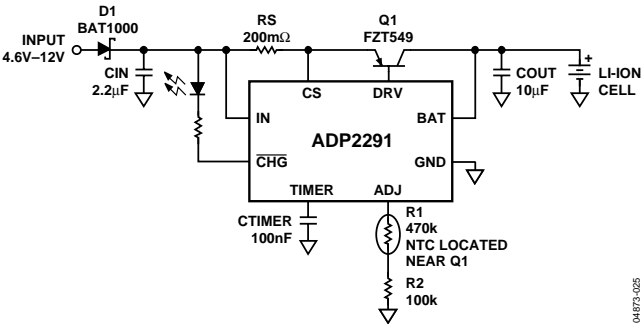 D1
BAT1000
INPUT
4.6V–12V
CIN
2.2μF
RS
200mΩ
Q1
FZT549
CS
DRV
IN
BAT
ADP2291
CHG
GND
TIMER
ADJ
COUT
10μF
+
LI-ION
CELL
CTIMER
100nF
R1
470k
NTC LOCATED
NEAR Q1
R2
100k
04873-025